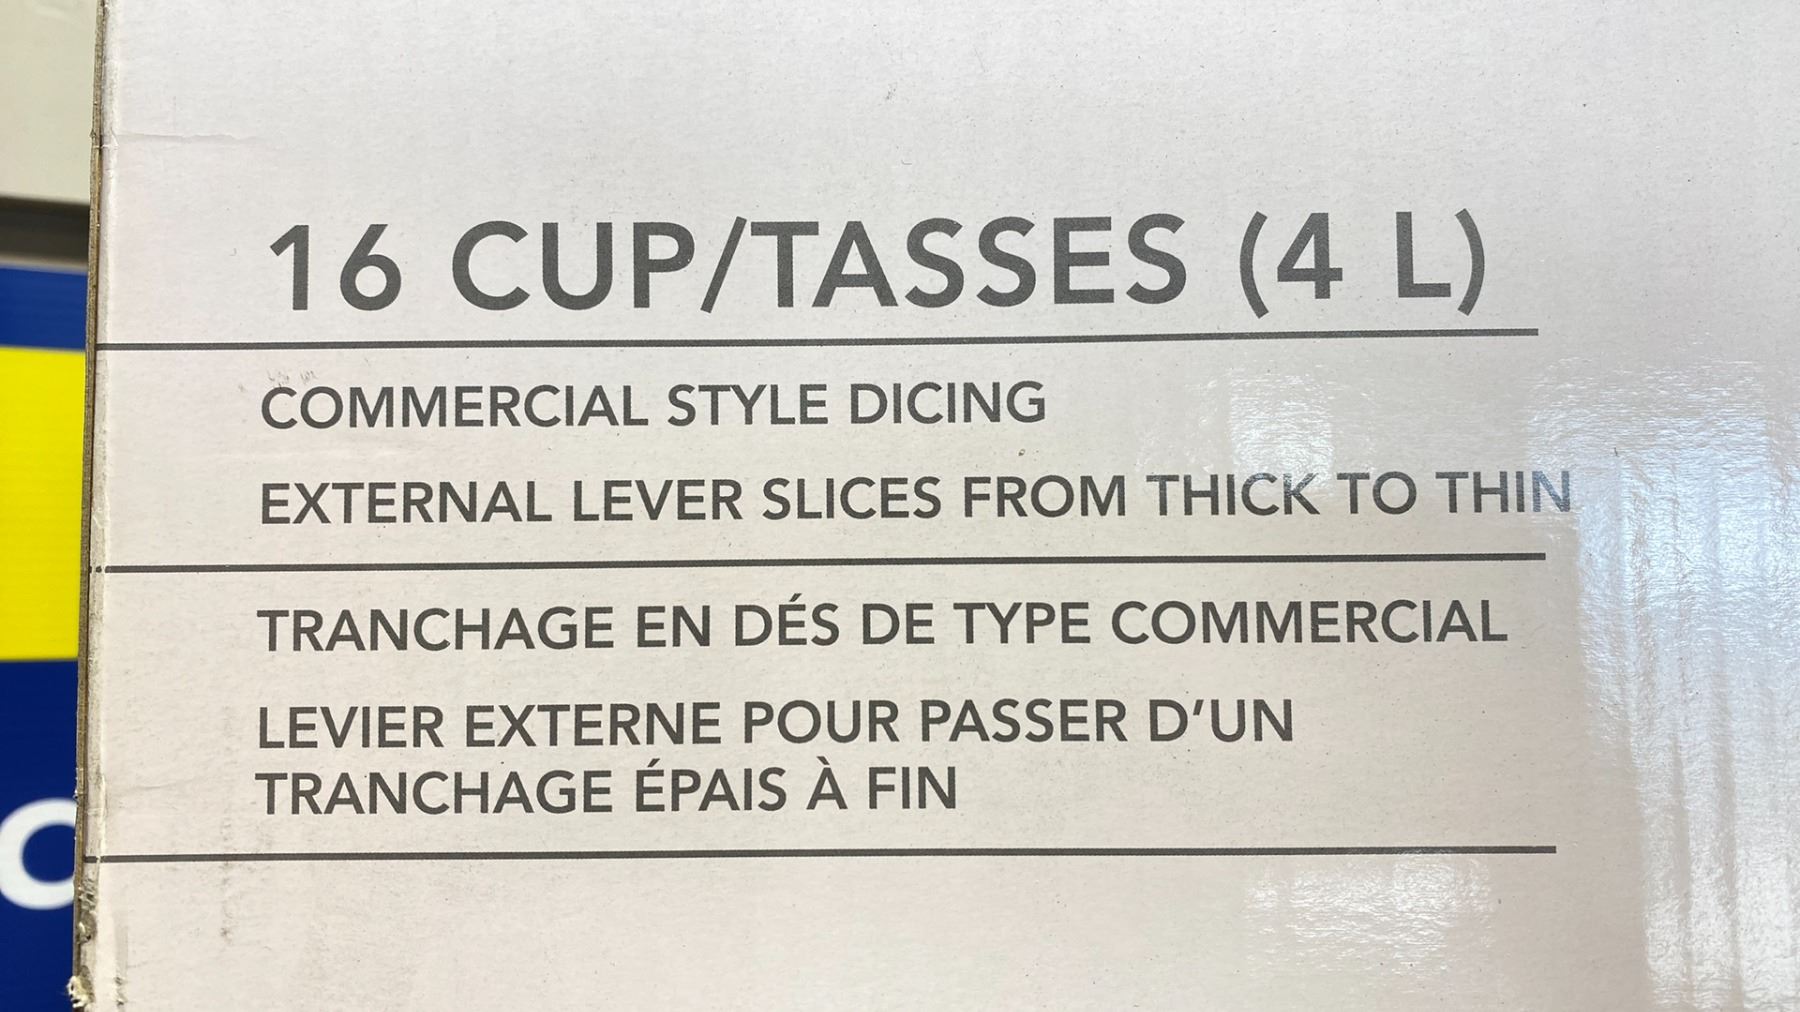 16 CUP/TASSES (4 L)
COMMERCIAL STYLE DICING
EXTERNAL LEVER SLICES FROM THICK TO THIN
TRANCHAGE EN DÉS DE TYPE COMMERCIAL
LEVIER EXTERNE POUR PASSER D’UN
TRANCHAGE ÉPAIS À FIN